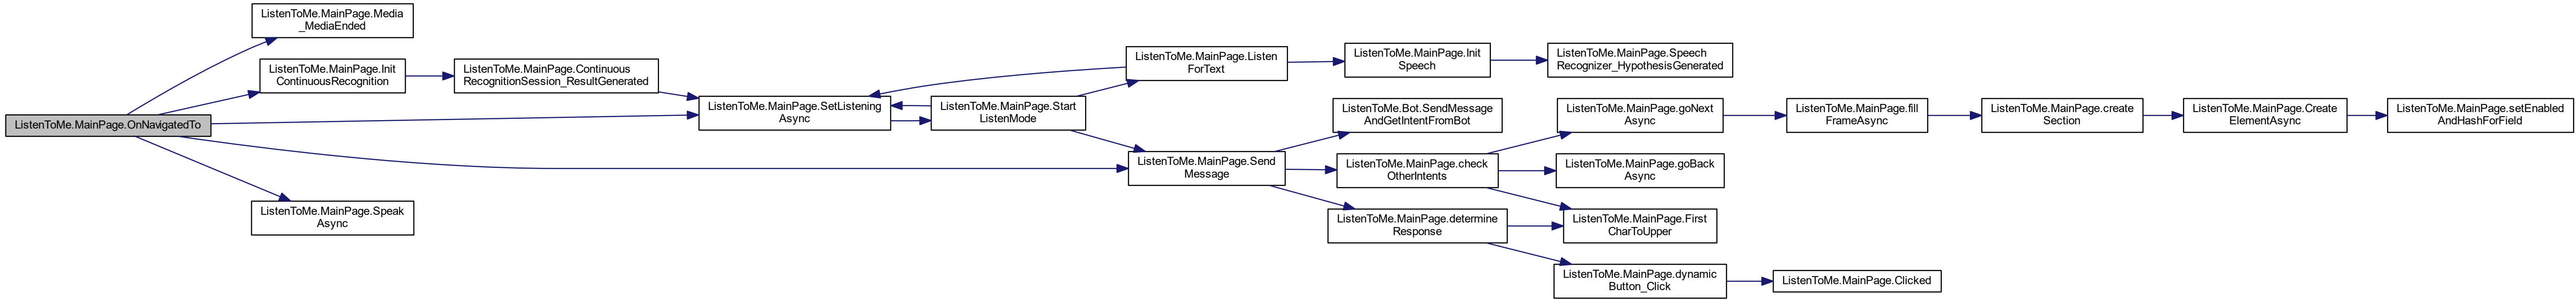 ListenToMe.MainPage.OnNavigatedTo
ListenToMe.MainPage.Media
_MediaEnded
ListenToMe.MainPage.Init
ContinuousRecognition
ListenToMe.MainPage.Speak
Async
ListenToMe.MainPage.Continuous
RecognitionSession_ResultGenerated
ListenToMe.MainPage.SetListening
Async
ListenToMe.MainPage.Start
ListenMode
ListenToMe.MainPage.Listen
ForText
ListenToMe.MainPage.Send
Message
ListenToMe.MainPage.Init
Speech
ListenToMe.Bot.SendMessage
AndGetIntentFromBot
ListenToMe.MainPage.check
OtherIntents
ListenToMe.MainPage.determine
Response
ListenToMe.MainPage.Speech
Recognizer_HypothesisGenerated
ListenToMe.MainPage.goNext
Async
ListenToMe.MainPage.goBack
Async
ListenToMe.MainPage.First
CharToUpper
ListenToMe.MainPage.dynamic
Button_Click
ListenToMe.MainPage.fill
FrameAsync
ListenToMe.MainPage.Clicked
ListenToMe.MainPage.create
Section
ListenToMe.MainPage.Create
ElementAsync
ListenToMe.MainPage.setEnabled
AndHashForField